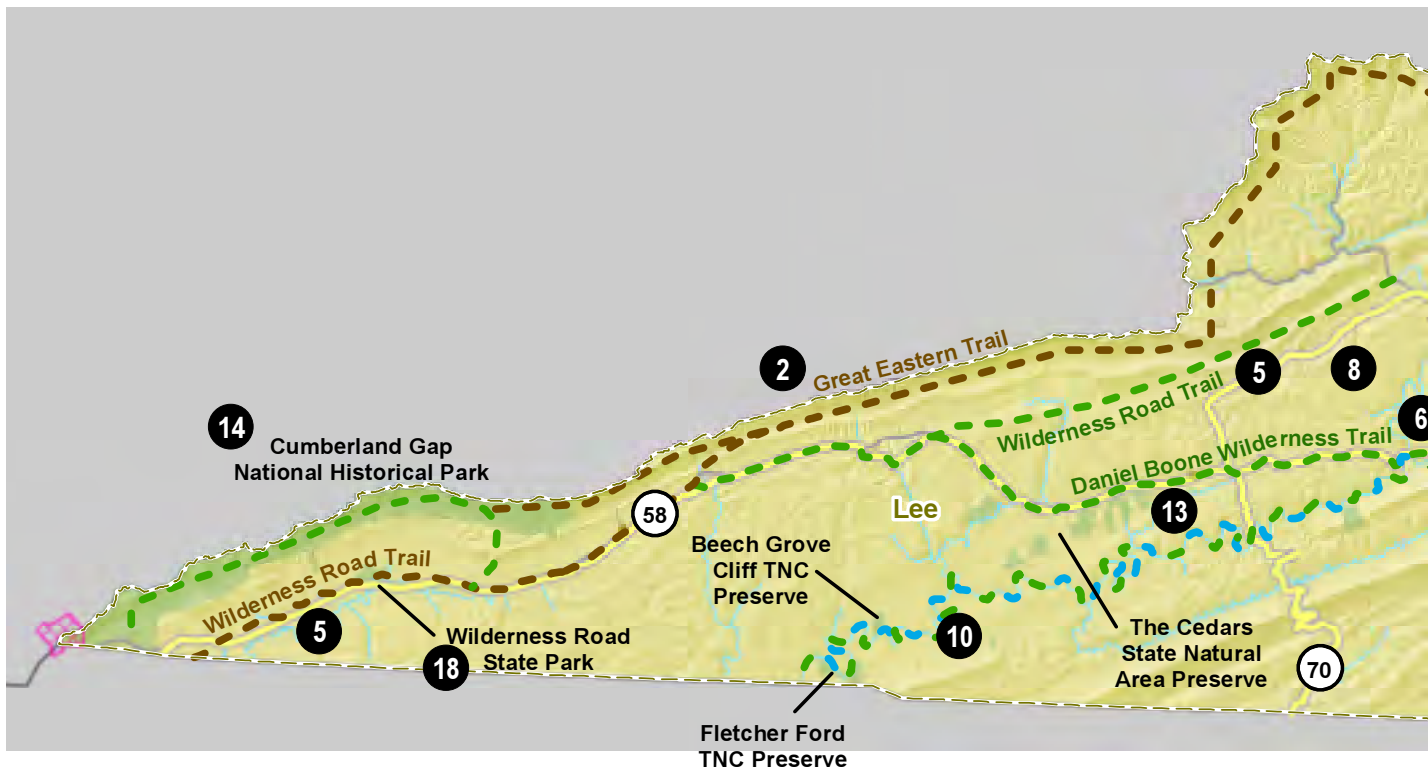 2
Great Eastern Trail
5
8
Wilderness Road Trail
6
14
Cumberland Gap
National Historical Park
Daniel Boone Wilderness Trail
58
Lee
13
Beech Grove
Cliff TNC
Preserve
Wilderness Road Trail
5
Wilderness Road
State Park
18
10
The Cedars
State Natural
Area Preserve
70
Fletcher Ford
TNC Preserve